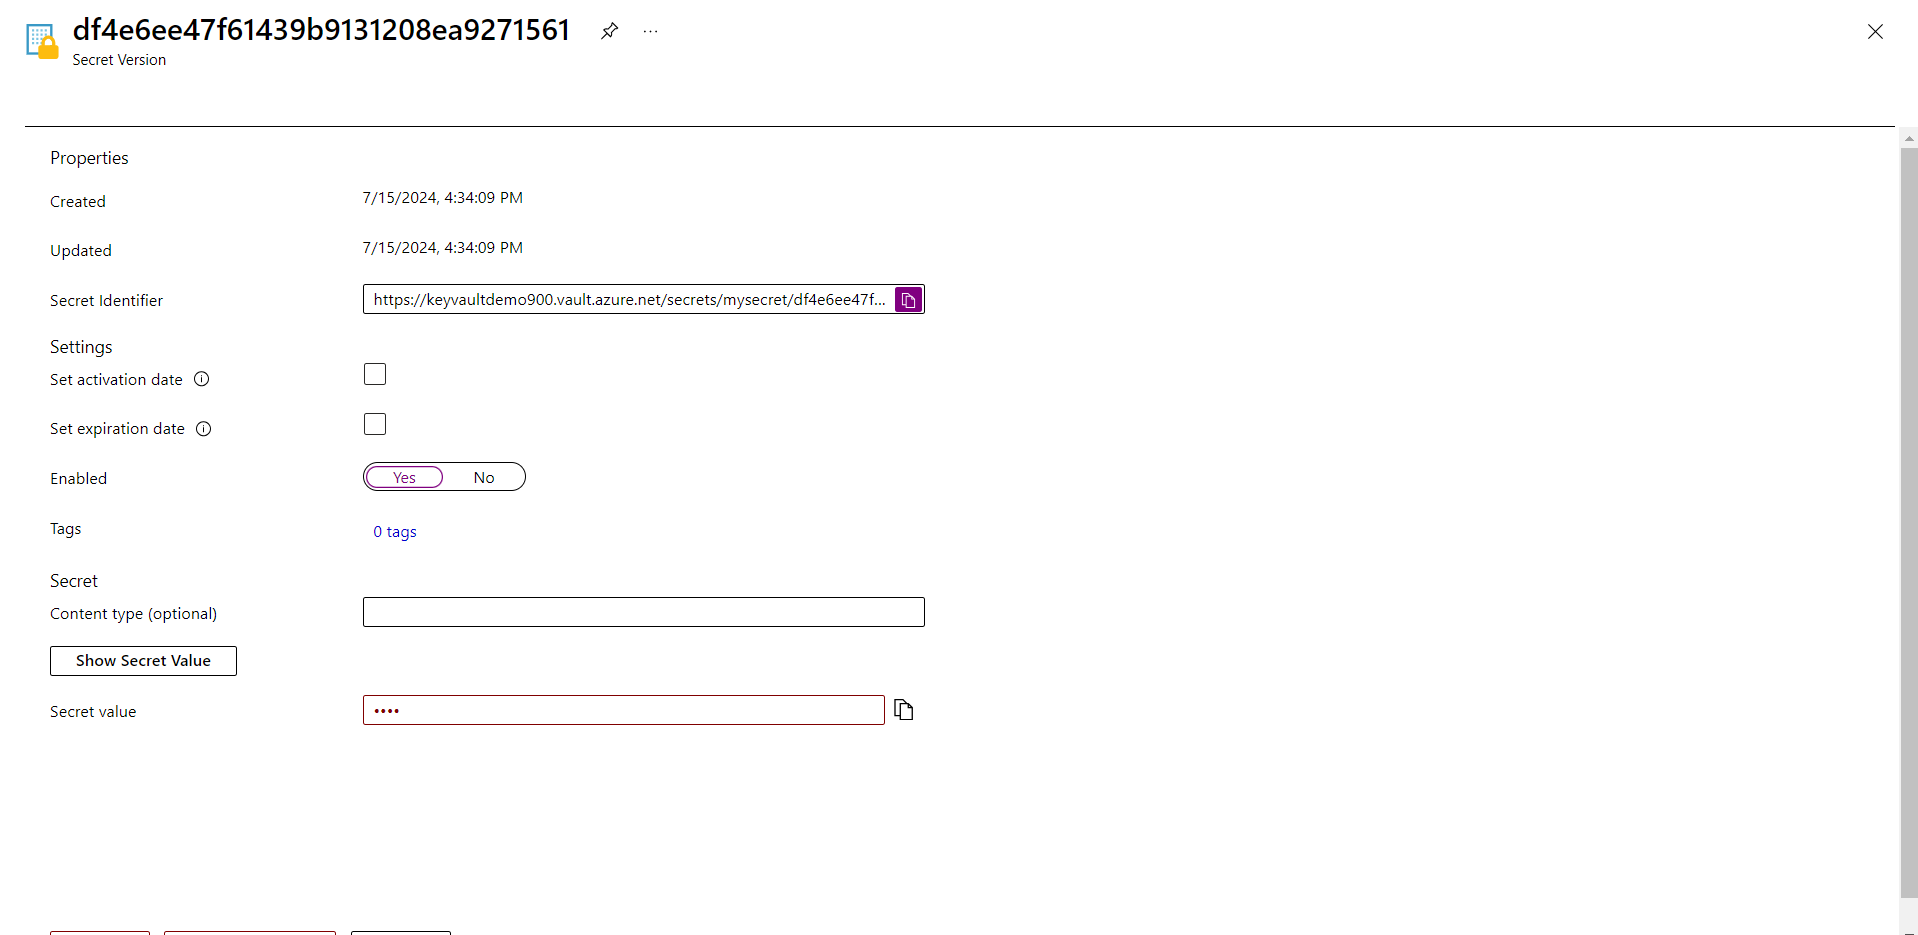 df4e6ee47f61439b9131208ea9271561
Secret Version
Properties
Created 7/15/2024, 4:34:09 PM
Updated 7/15/2024, 4:34:09 PM
Secret Identifier https://keyvaultdemo900.vault.azure.net/secrets/mysecret/df4e6ee47f...
Settings
Set activation date
Set expiration date
Enabled Yes No
Tags 0 tags
Secret
Content type (optional)
Show Secret Value
Secret value ••••